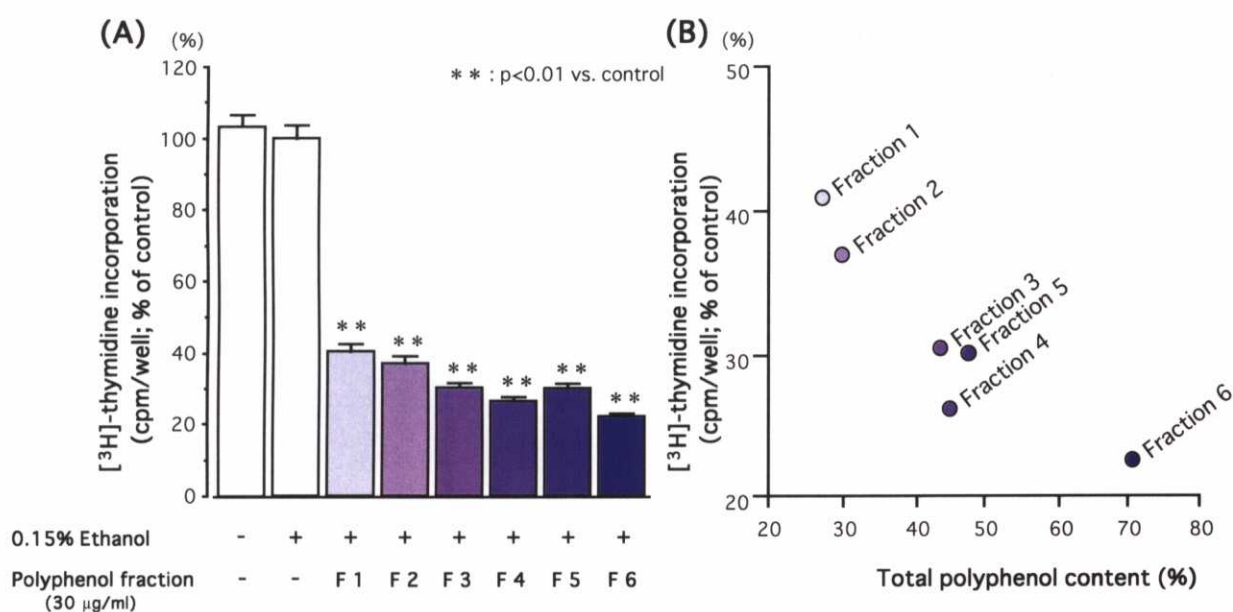 (A)
(%)
** : p<0.01 vs. control
[³H]-thymidine incorporation
(cpm/well; % of control)
120
100
80
60
40
20
0
**
**
**
**
**
**
0.15% Ethanol - + + + + + + +
Polyphenol fraction - - F 1 F 2 F 3 F 4 F 5 F 6
(30 μg/ml)
(B)
(%)
[³H]-thymidine incorporation
(cpm/well; % of control)
50
40
30
20
Fraction 1
Fraction 2
Fraction 3
Fraction 5
Fraction 4
Fraction 6
20 30 40 50 60 70 80
Total polyphenol content (%)